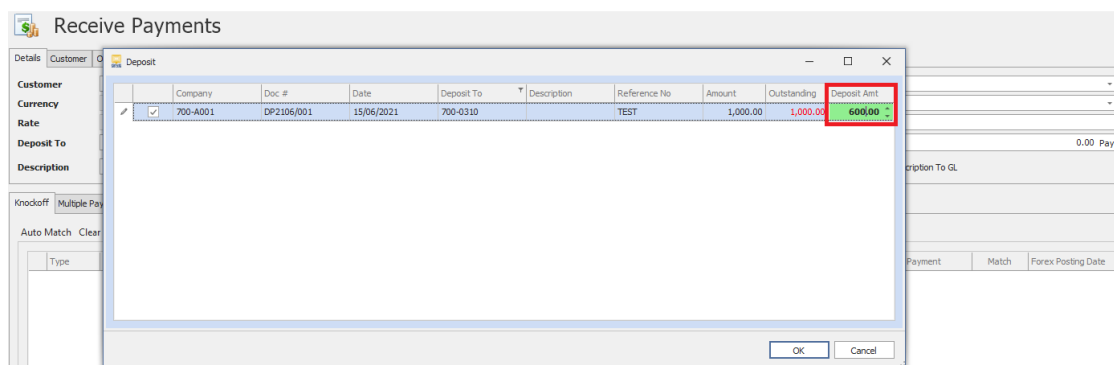 Receive Payments
Details Customer O
Deposit
Customer
Currency
Rate
Deposit To
Description
0.00 Pay
cription To GL
Company Doc # Date Deposit To Description Reference No Amount Outstanding Deposit Amt
700-A001 DP2106/001 15/06/2021 700-0310 TEST 1,000.00 1,000.00 600.00
Knockoff Multiple Pay
Auto Match Clear
Type Payment Match Forex Posting Date
OK Cancel